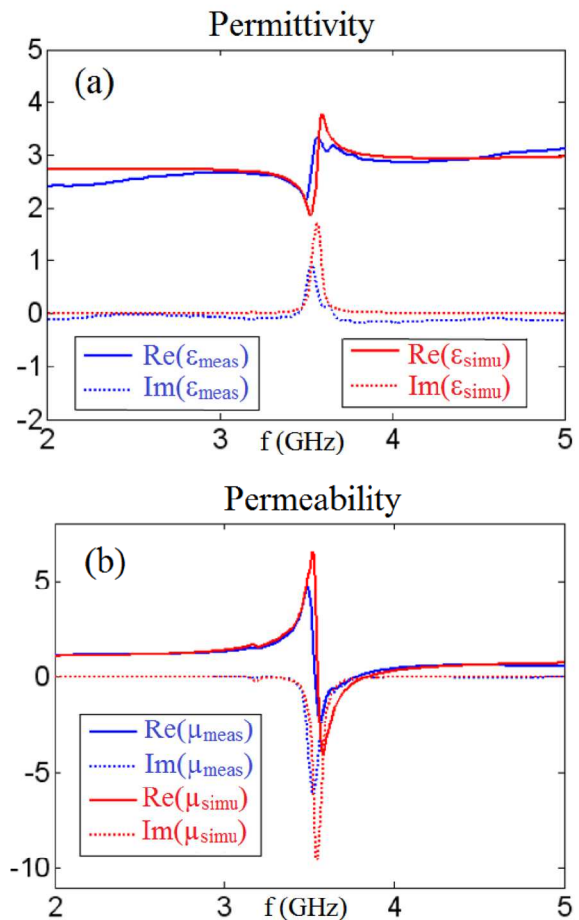 Permittivity
(a)
5
4
3
2
1
0
-1
-2
Re(εmeas)
Im(εmeas)
Re(εsimu)
Im(εsimu)
2 3 f (GHz) 4 5
Permeability
(b)
5
0
-5
-10
Re(μmeas)
Im(μmeas)
Re(μsimu)
Im(μsimu)
2 3 f (GHz) 4 5